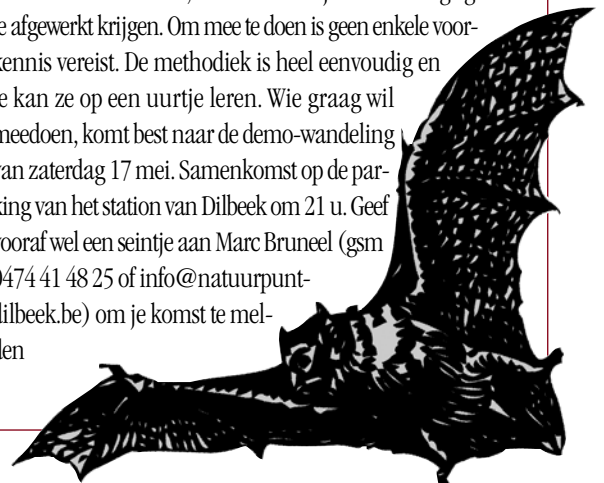 e afgewerkt krijgen. Om mee te doen is geen enkele voor-
kennis vereist. De methodiek is heel eenvoudig en
e kan ze op een uurtje leren. Wie graag wil
meedoen, komt best naar de demo-wandeling
van zaterdag 17 mei. Samenkomst op de par-
king van het station van Dilbeek om 21 u. Geef
vooraf wel een seintje aan Marc Bruneel (gsm
0474 41 48 25 of info@natuurpunt-
dilbeek.be) om je komst te mel-
den